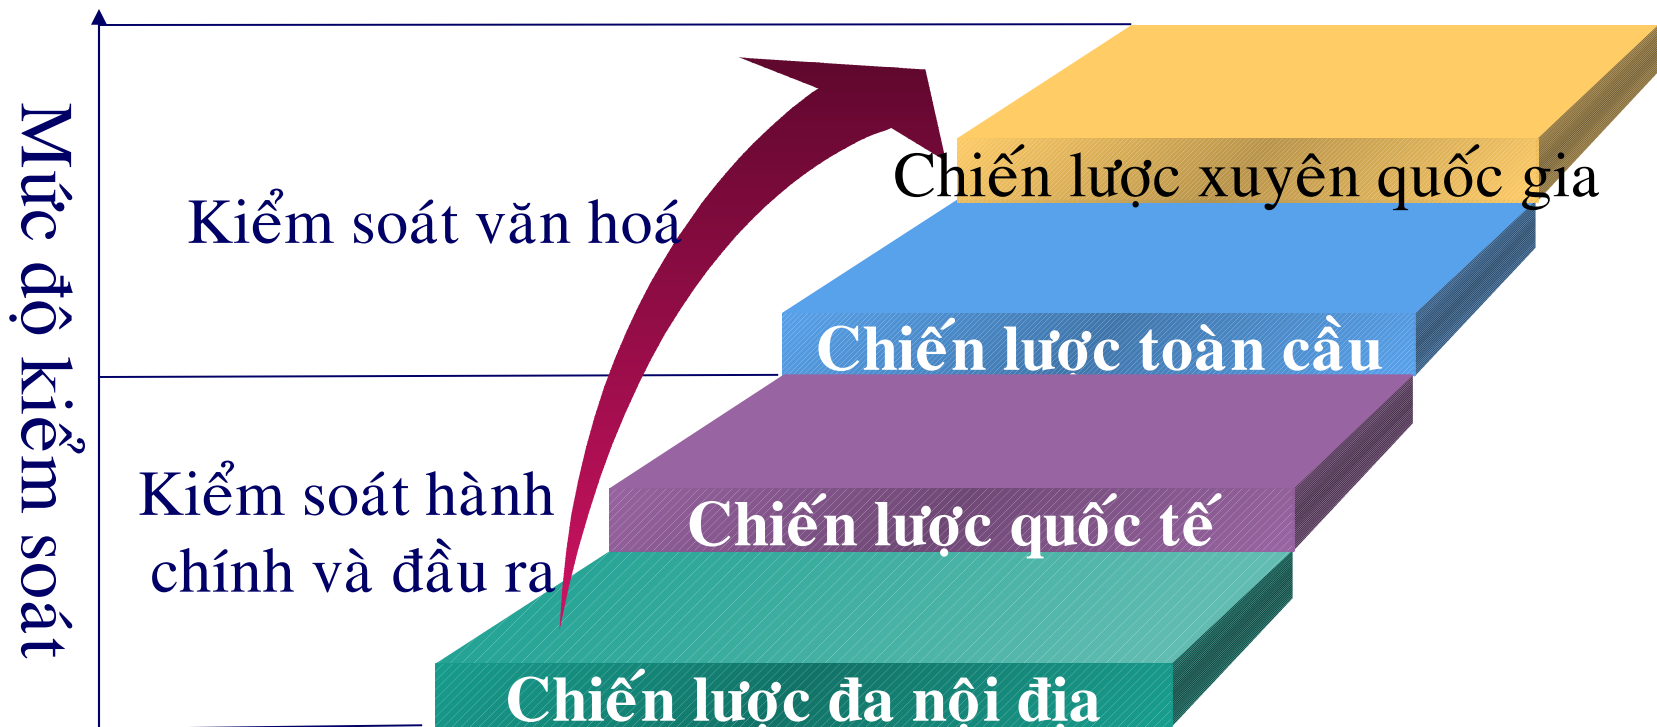 Mức độ kiểm soát
Kiểm soát văn hoá
Kiểm soát hành
chính và đầu ra
Chiến lược xuyên quốc gia
Chiến lược toàn cầu
Chiến lược quốc tế
Chiến lược đa nội địa